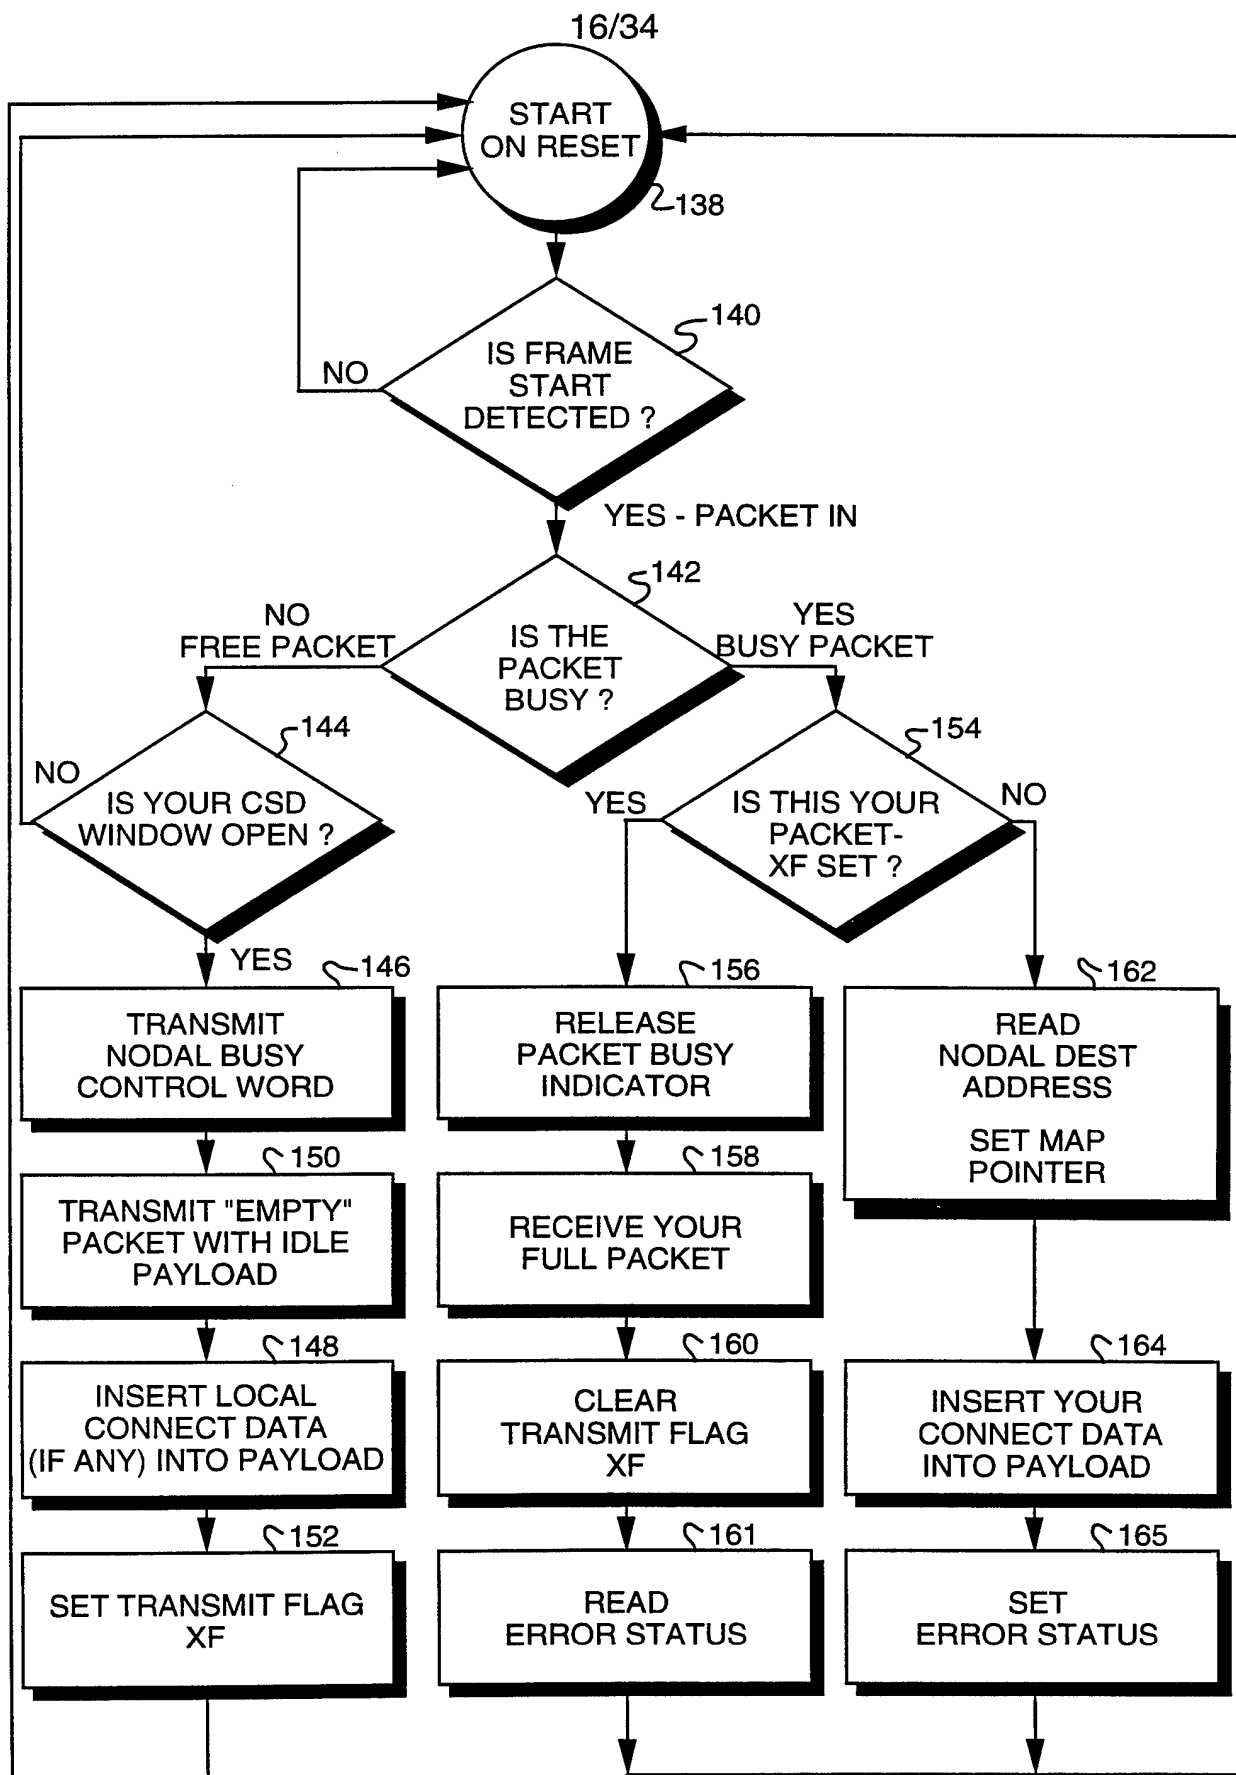 16/34
START
ON RESET
138
140
IS FRAME
START
DETECTED ?
NO
YES - PACKET IN
142
NO
FREE PACKET
YES
BUSY PACKET
IS THE
PACKET
BUSY ?
144
NO
IS YOUR CSD
WINDOW OPEN ?
YES
154
YES
IS THIS YOUR
PACKET-
XF SET ?
NO
146
TRANSMIT
NODAL BUSY
CONTROL WORD
150
TRANSMIT "EMPTY"
PACKET WITH IDLE
PAYLOAD
148
INSERT LOCAL
CONNECT DATA
(IF ANY) INTO PAYLOAD
152
SET TRANSMIT FLAG
XF
156
RELEASE
PACKET BUSY
INDICATOR
158
RECEIVE YOUR
FULL PACKET
160
CLEAR
TRANSMIT FLAG
XF
161
READ
ERROR STATUS
162
READ
NODAL DEST
ADDRESS
SET MAP
POINTER
164
INSERT YOUR
CONNECT DATA
INTO PAYLOAD
165
SET
ERROR STATUS